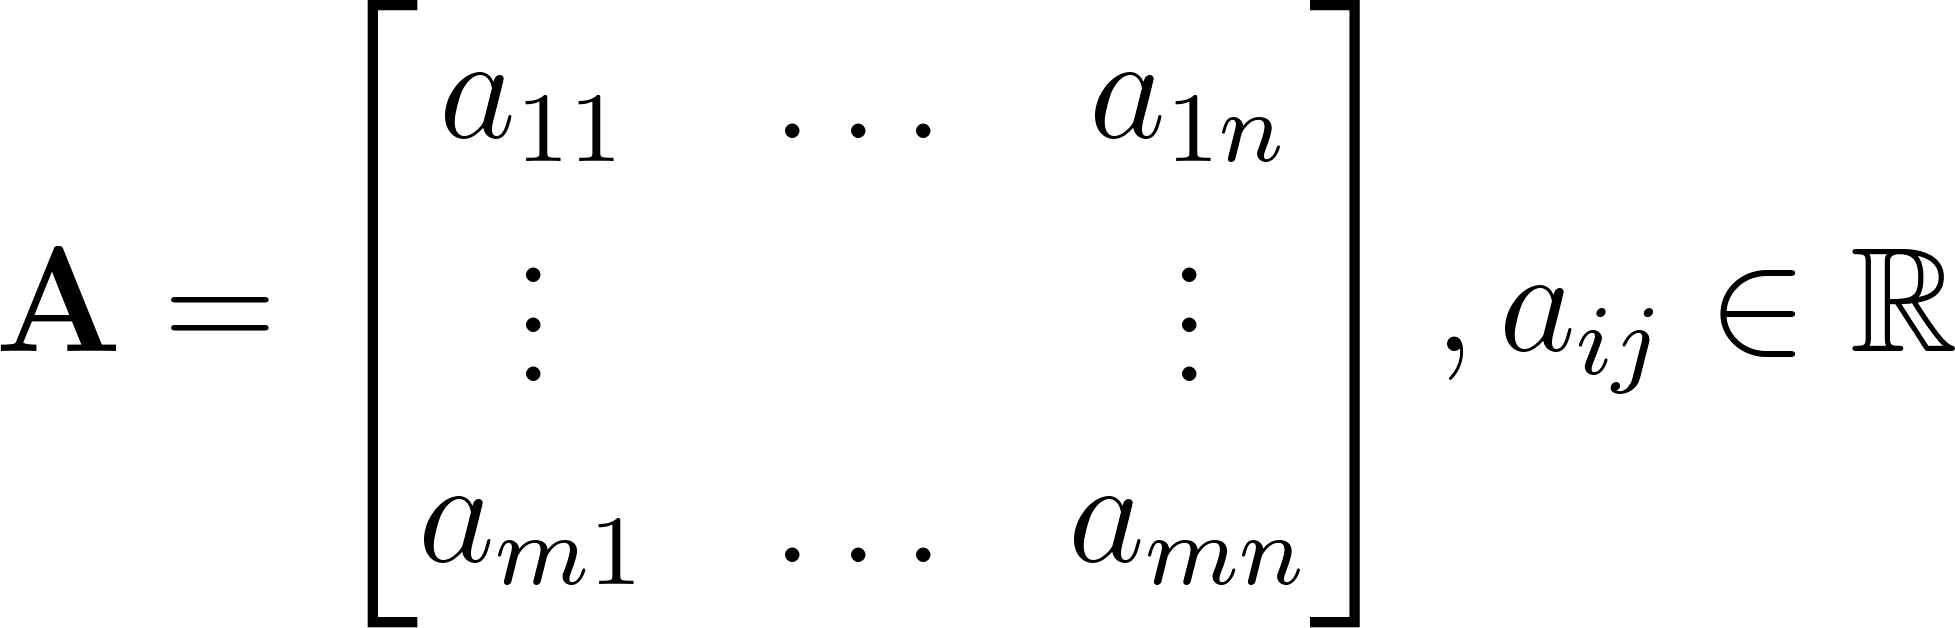 a₁₁ … a₁ₙ
𝐀 = [ ⋮ ⋮ ] , aᵢⱼ ∈ ℝ
aₘ₁ … aₘₙ